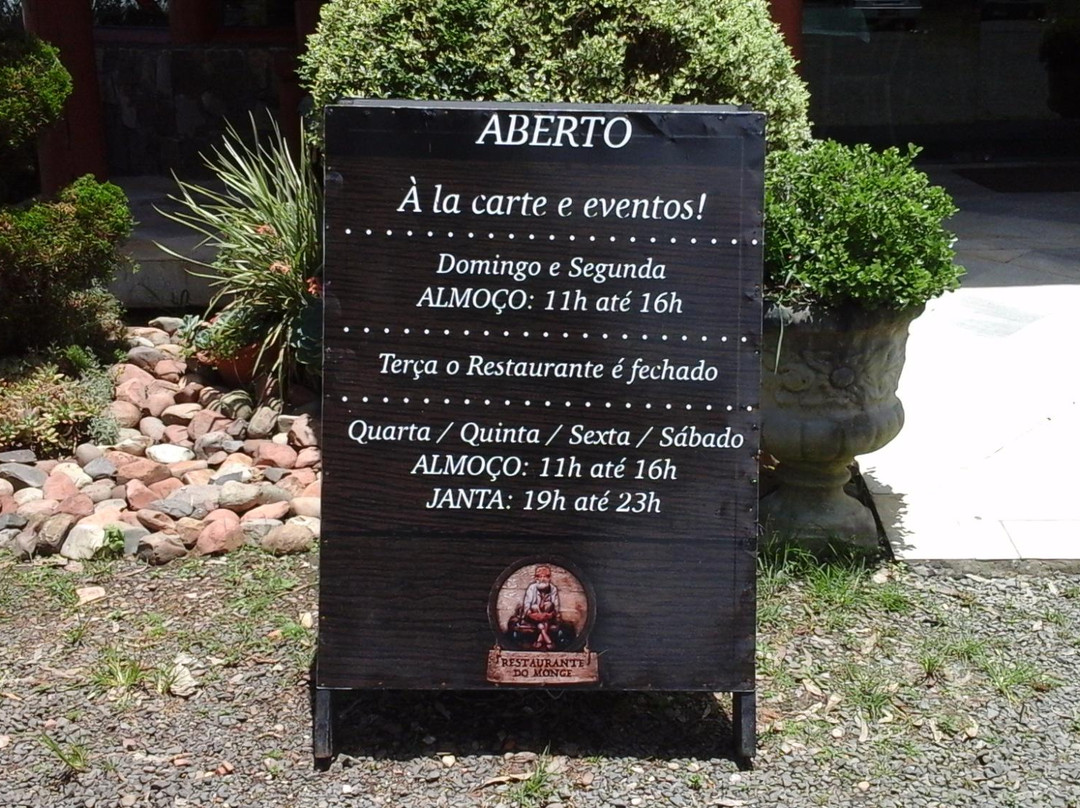 ABERTO
À la carte e eventos!
Domingo e Segunda
ALMOÇO: 11h até 16h
Terça o Restaurante é fechado
Quarta / Quinta / Sexta / Sábado
ALMOÇO: 11h até 16h
JANTA: 19h até 23h
RESTAURANTE
DO MONGE